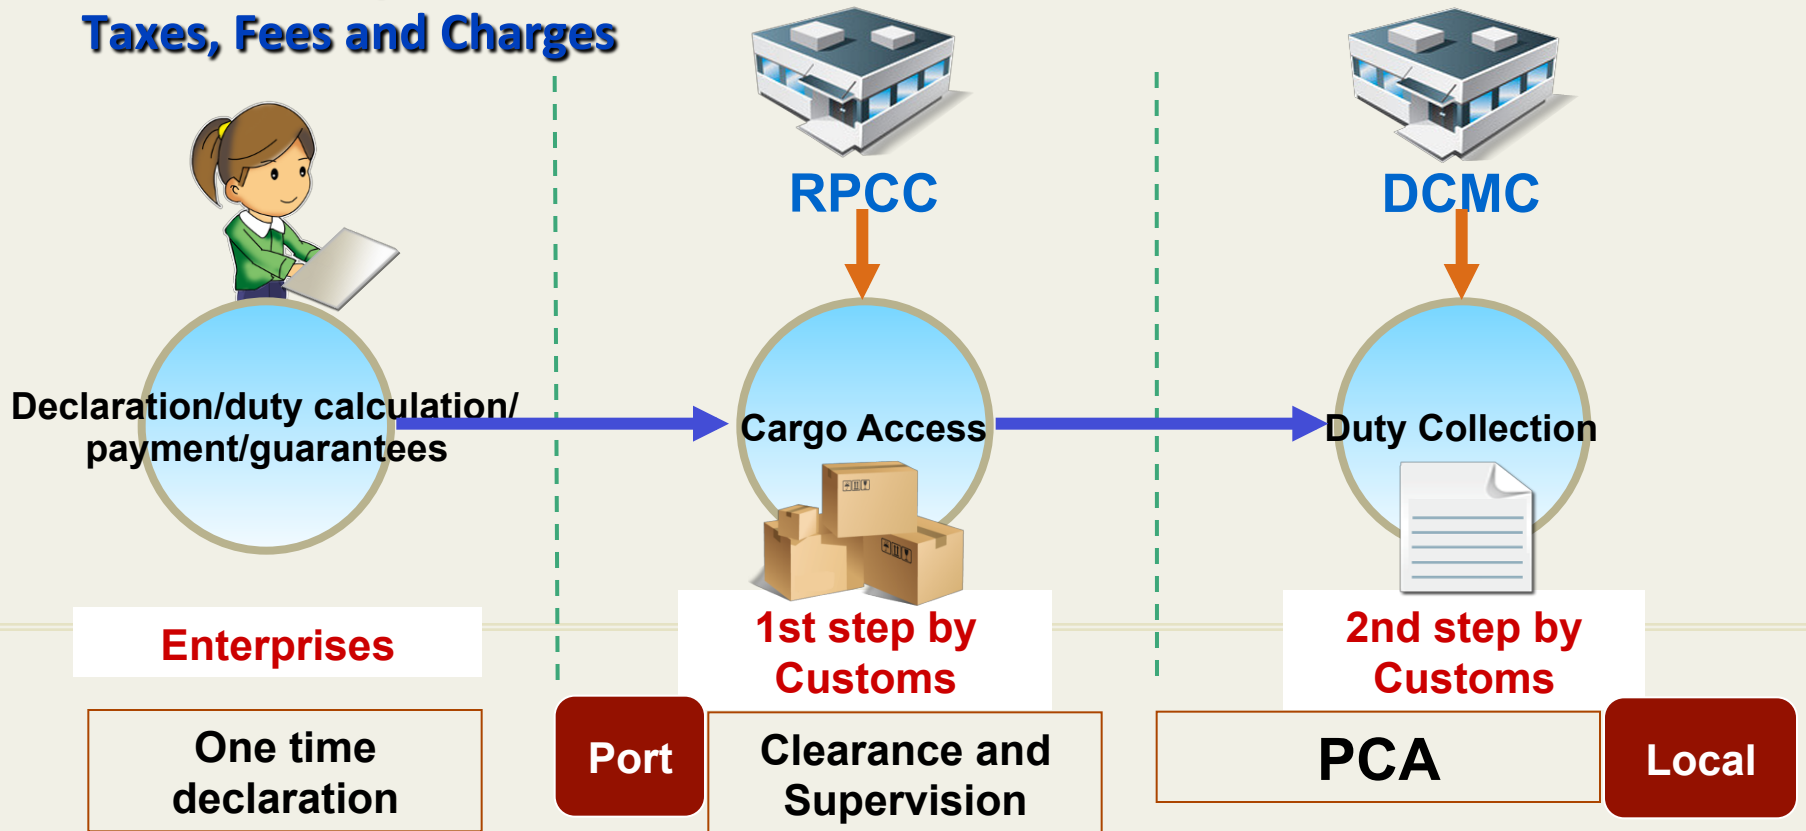 Taxes, Fees and Charges
RPCC
DCMC
Declaration/duty calculation/
payment/guarantees
Cargo Access
Duty Collection
Enterprises
1st step by
Customs
2nd step by
Customs
One time
declaration
Port
Clearance and
Supervision
PCA
Local